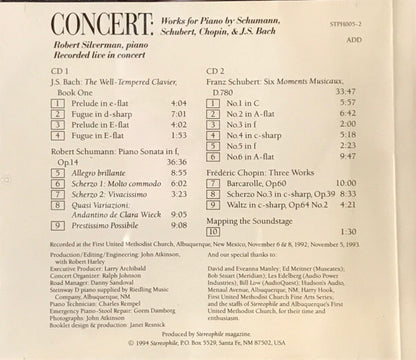 CONCERT: Works for Piano by Schumann,
Schubert, Chopin, & J.S. Bach
STPH005-2
Robert Silverman, piano
Recorded live in concert
ADD
CD 1
J.S. Bach: The Well-Tempered Clavier,
Book One
1 Prelude in e-flat 4:04
2 Fugue in d-sharp 5:07
3 Prelude in E-flat 4:02
4 Fugue in E-flat 1:53
Robert Schumann: Piano Sonata in f,
Op.14 36:36
5 Allegro brillante 8:55
6 Scherzo 1: Molto commodo 6:02
7 Scherzo 2: Vivacissimo 3:23
8 Quasi Variazioni:
Andantino de Clara Wieck 9:08
9 Prestissimo Possibile 9:08
CD 2
Franz Schubert: Six Moments Musicaux,
D.780 33:47
1 No.1 in C 5:57
2 No.2 in A-flat 6:42
3 No.3 in f 2:00
4 No.4 in c-sharp 5:16
5 No.5 in f 2:23
6 No.6 in A-flat 9:47
Frédéric Chopin: Three Works
7 Barcarolle, Op.60 10:00
8 Scherzo No.3 in c-sharp, Op.39 8:33
9 Waltz in c-sharp, Op.64 No.2 4:21
Mapping the Soundstage
10 1:30
Recorded at the First United Methodist Church, Albuquerque, New Mexico, November 6 & 8, 1992; November 5, 1993.
Production/Editing/Engineer: John Atkinson,
with Robert Harley
Executive Producer: Larry Archibald
Concert Organizer: Ralph Johnson
Road Manager: Danny Sandoval
Steinway D piano supplied by Riedling Music
Company, Albuquerque, NM
Piano Technician: Charles Rempel
Emergency Piano-Stool Repair: Gorm Damborg
Photographs: John Atkinson
Booklet design & production: Janet Resnick
And our special thanks to:
David and Eveanna Manley; Ed Meitner (Museatex);
Bob Stuart (Meridian); Les Edelberg (Audio
Power Industries), Bill Low (AudioQuest); Hudson's Audio,
Menaul Avenue, Albuquerque, NM; Harry Hook,
First United Methodist Church Fine Arts Series,
and the staffs of Stereophile and Albuquerque's First
United Methodist Church, for their time and
enthusiasm.
Produced by Stereophile magazine.
© 1994 Stereophile, P.O. Box 5529, Santa Fe, NM 87502, USA